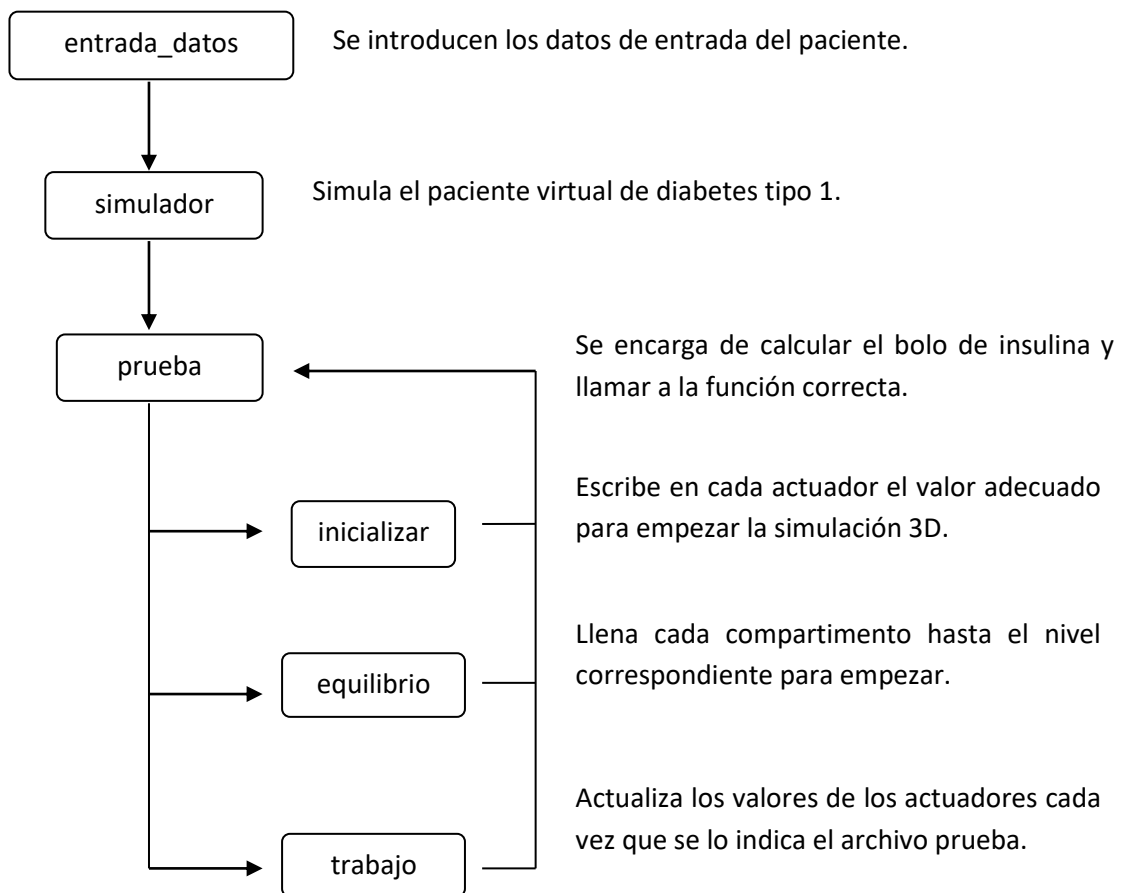 entrada_datos
Se introducen los datos de entrada del paciente.
simulador
Simula el paciente virtual de diabetes tipo 1.
prueba
Se encarga de calcular el bolo de insulina y
llamar a la función correcta.
inicializar
Escribe en cada actuador el valor adecuado
para empezar la simulación 3D.
equilibrio
Llena cada compartimento hasta el nivel
correspondiente para empezar.
trabajo
Actualiza los valores de los actuadores cada
vez que se lo indica el archivo prueba.